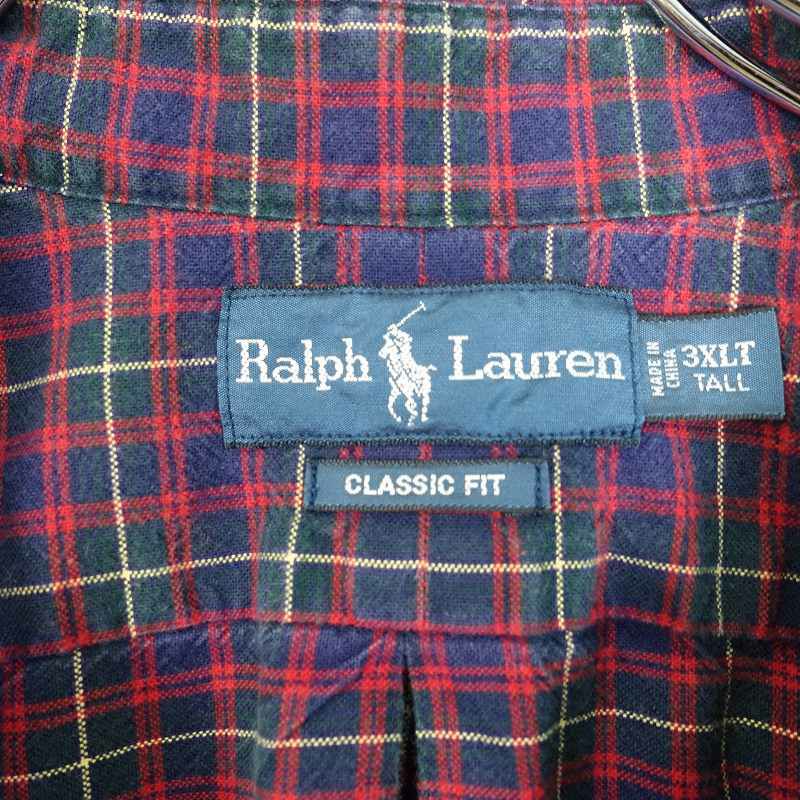 Ralph Lauren
MADE IN
CHINA
3XLT
TALL
CLASSIC FIT